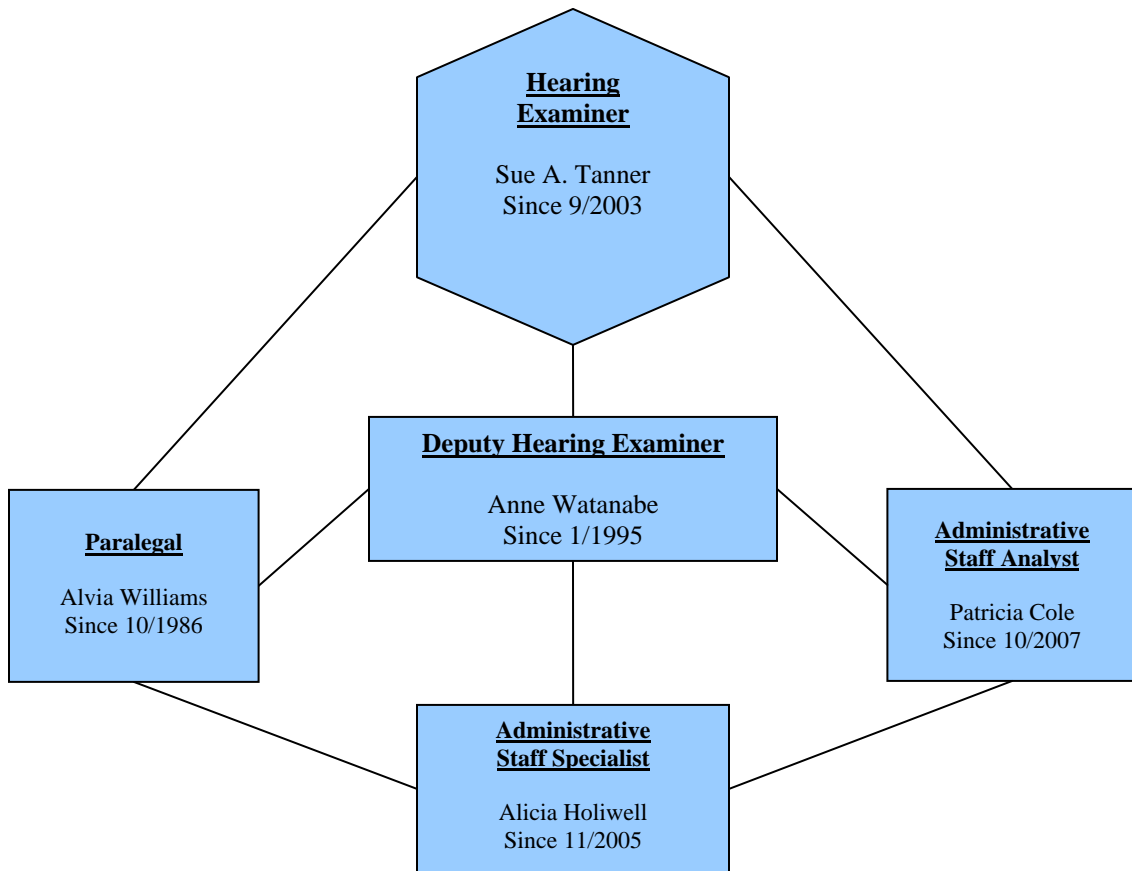 Hearing
Examiner
Sue A. Tanner
Since 9/2003
Deputy Hearing Examiner
Anne Watanabe
Since 1/1995
Paralegal
Alvia Williams
Since 10/1986
Administrative
Staff Analyst
Patricia Cole
Since 10/2007
Administrative
Staff Specialist
Alicia Holiwell
Since 11/2005